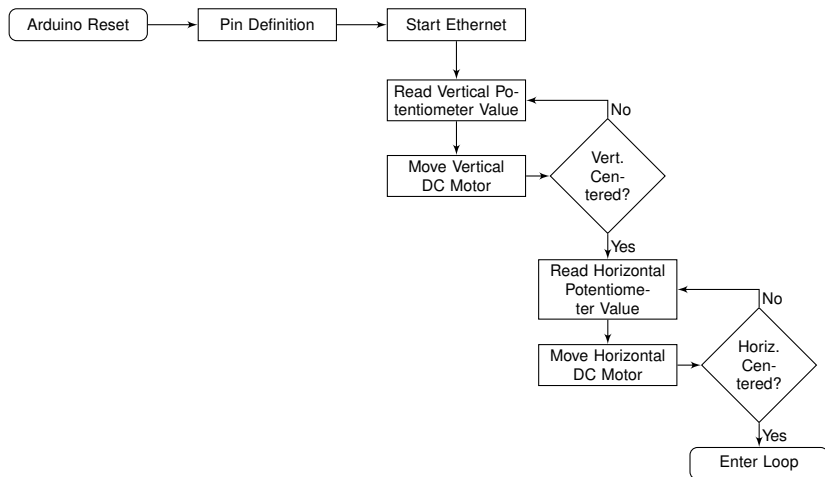 Arduino Reset
Pin Definition
Start Ethernet
Read Vertical Po-
tentiometer Value
No
Move Vertical
DC Motor
Vert.
Cen-
tered?
Yes
Read Horizontal
Potentiome-
ter Value
No
Move Horizontal
DC Motor
Horiz.
Cen-
tered?
Yes
Enter Loop